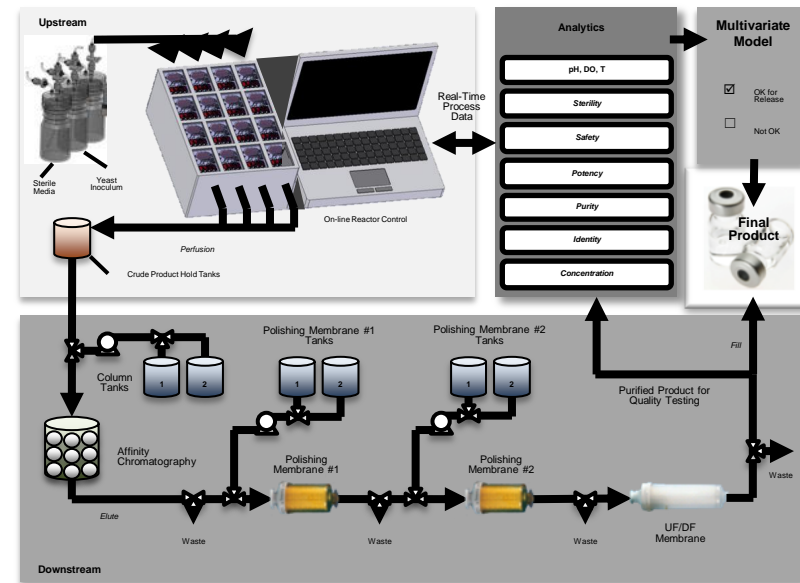 Upstream
Sterile
Media
Yeast
Inoculum
On-line Reactor Control
Perfusion
Crude Product Hold Tanks
Real-Time
Process
Data
Analytics
pH, DO, T
Sterility
Safety
Potency
Purity
Identity
Concentration
Multivariate
Model
OK for
Release
Not OK
Final
Product
Column
Tanks
1
2
Polishing Membrane #1
Tanks
1
2
Polishing Membrane #2
Tanks
1
2
Fill
Purified Product for
Quality Testing
Affinity
Chromatography
Polishing
Membrane #1
Polishing
Membrane #2
Waste
Elute
Waste
Waste
Waste
UF/DF
Membrane
Downstream